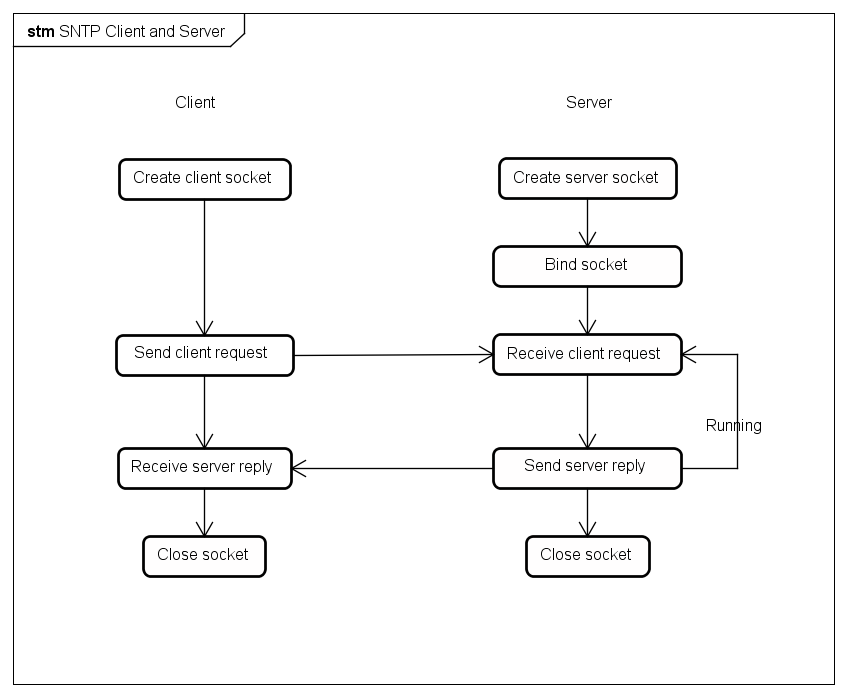 stm SNTP Client and Server
Client
Server
Create client socket
Create server socket
Bind socket
Send client request
Receive client request
Running
Receive server reply
Send server reply
Close socket
Close socket